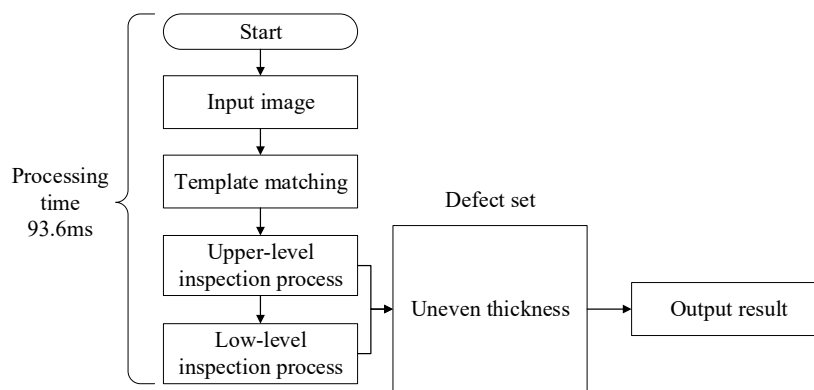 Start
Input image
Template matching
Processing
time
93.6ms
Upper-level
inspection process
Low-level
inspection process
Defect set
Uneven thickness
Output result